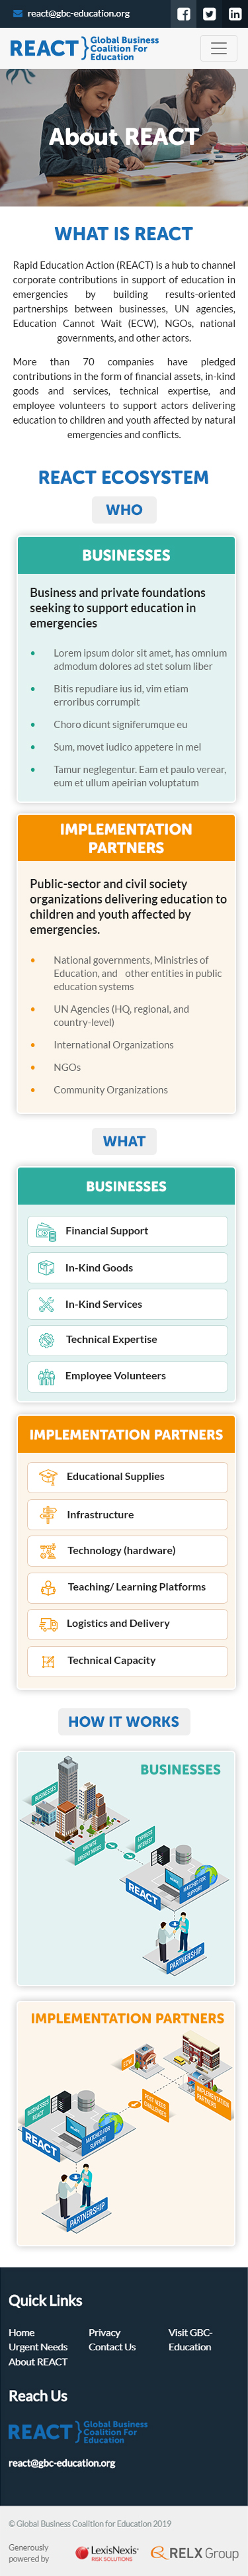 react@gbc-education.org
REACT Global Business
Coalition For
Education
About REACT
WHAT IS REACT
Rapid Education Action (REACT) is a hub to channel
corporate contributions in support of education in
emergencies by building results-oriented
partnerships between businesses, UN agencies,
Education Cannot Wait (ECW), NGOs, national
governments, and other actors.
More than 70 companies have pledged
contributions in the form of financial assets, in-kind
goods and services, technical expertise, and
employee volunteers to support actors delivering
education to children and youth affected by natural
emergencies and conflicts.
REACT ECOSYSTEM
WHO
BUSINESSES
Business and private foundations
seeking to support education in
emergencies
Lorem ipsum dolor sit amet, has omnium
admodum dolores ad stet solum liber
Bitis repudiare ius id, vim etiam
erroribus corrumpit
Choro dicunt signiferumque eu
Sum, movet iudico appetere in mel
Tamur neglegentur. Eam et paulo verear,
eum et ullum apeirian voluptatum
IMPLEMENTATION
PARTNERS
Public-sector and civil society
organizations delivering education to
children and youth affected by
emergencies.
National governments, Ministries of
Education, and other entities in public
education systems
UN Agencies (HQ, regional, and
country-level)
International Organizations
NGOs
Community Organizations
WHAT
BUSINESSES
Financial Support
In-Kind Goods
In-Kind Services
Technical Expertise
Employee Volunteers
IMPLEMENTATION PARTNERS
Educational Supplies
Infrastructure
Technology (hardware)
Teaching/ Learning Platforms
Logistics and Delivery
Technical Capacity
HOW IT WORKS
BUSINESSES
BUSINESSES
PROMOTE
URGENT NEEDS
EXPRESS
INTEREST
REACT
MATCHED FOR
SUPPORT
PARTNERSHIP
IMPLEMENTATION PARTNERS
IMPLEMENTATION
PARTNERS
POST NEEDS
CHALLENGES
BUSINESSES
REACT
REACT
MATCHED FOR
SUPPORT
PARTNERSHIP
Quick Links
Home Privacy Visit GBC-
Urgent Needs Contact Us Education
About REACT
Reach Us
REACT Global Business
Coalition For
Education
react@gbc-education.org
© Global Business Coalition for Education 2019
Generously
powered by
LexisNexis
RISK SOLUTIONS
RELX Group